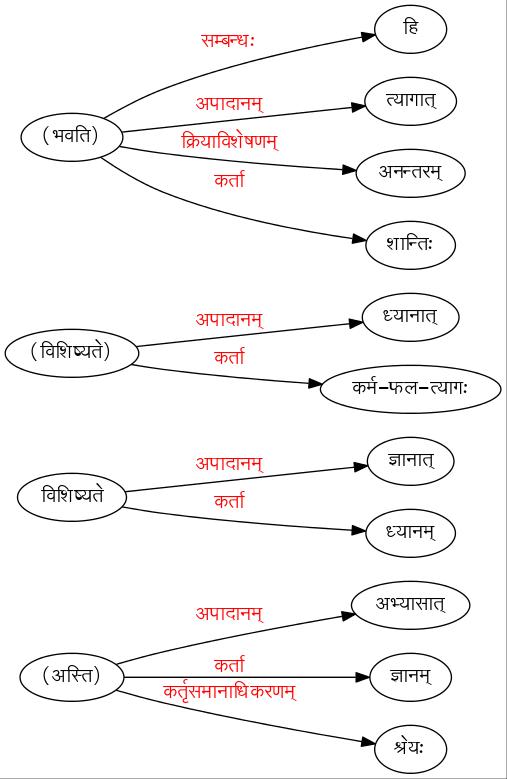 सम्बन्धः
हि
अपादानम्
त्यागात्
(भवति)
क्रियाविशेषणम्
अनन्तरम्
कर्ता
शान्तिः
अपादानम्
ध्यानात्
(विशिष्यते)
कर्ता
कर्म-फल-त्यागः
अपादानम्
ज्ञानात्
विशिष्यते
कर्ता
ध्यानम्
अपादानम्
अभ्यासात्
(अस्ति)
कर्ता
ज्ञानम्
कर्तृसमानाधिकरणम्
श्रेयः